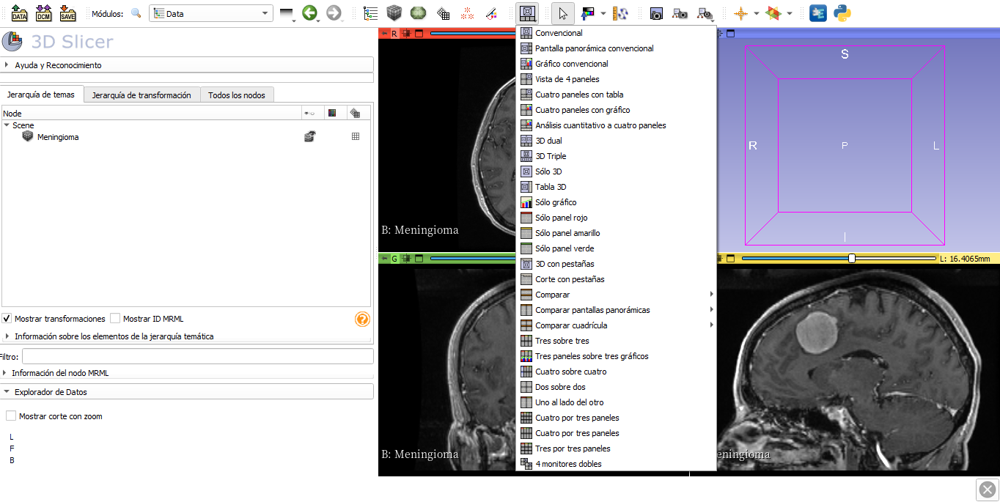 DATA
DCM
SAVE
Módulos:
Data
3D Slicer
Ayuda y Reconocimiento
Jerarquía de temas
Jerarquía de transformación
Todos los nodos
Node
Scene
Meningioma
Mostrar transformaciones
Mostrar ID MRML
?
Información sobre los elementos de la jerarquía temática
Filtro:
Información del nodo MRML
Explorador de Datos
Mostrar corte con zoom
L
F
B
R
B: Meningioma
G
B: Meningioma
Convencional
Pantalla panorámica convencional
Gráfico convencional
Vista de 4 paneles
Cuatro paneles con tabla
Cuatro paneles con gráfico
Análisis cuantitativo a cuatro paneles
3D dual
3D Triple
Sólo 3D
Tabla 3D
Sólo gráfico
Sólo panel rojo
Sólo panel amarillo
Sólo panel verde
3D con pestañas
Corte con pestañas
Comparar
Comparar pantallas panorámicas
Comparar cuadrícula
Tres sobre tres
Tres paneles sobre tres gráficos
Cuatro sobre cuatro
Dos sobre dos
Uno al lado del otro
Cuatro por tres paneles
Cuatro por tres paneles
Tres por tres paneles
4 monitores dobles
S
R
P
L
I
L: 16.4065mm
eningioma